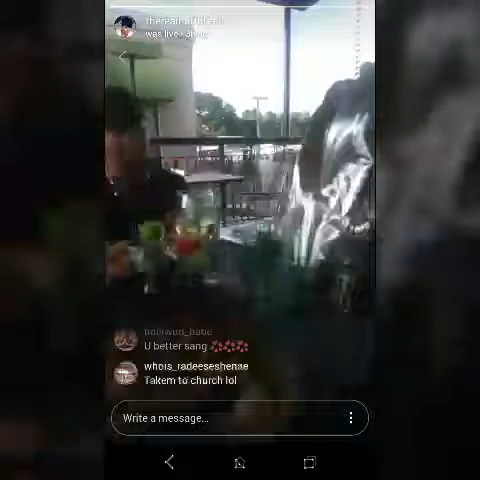 was live
U better sang
whois_radeeseshenae
Takem to church lol
Write a message...